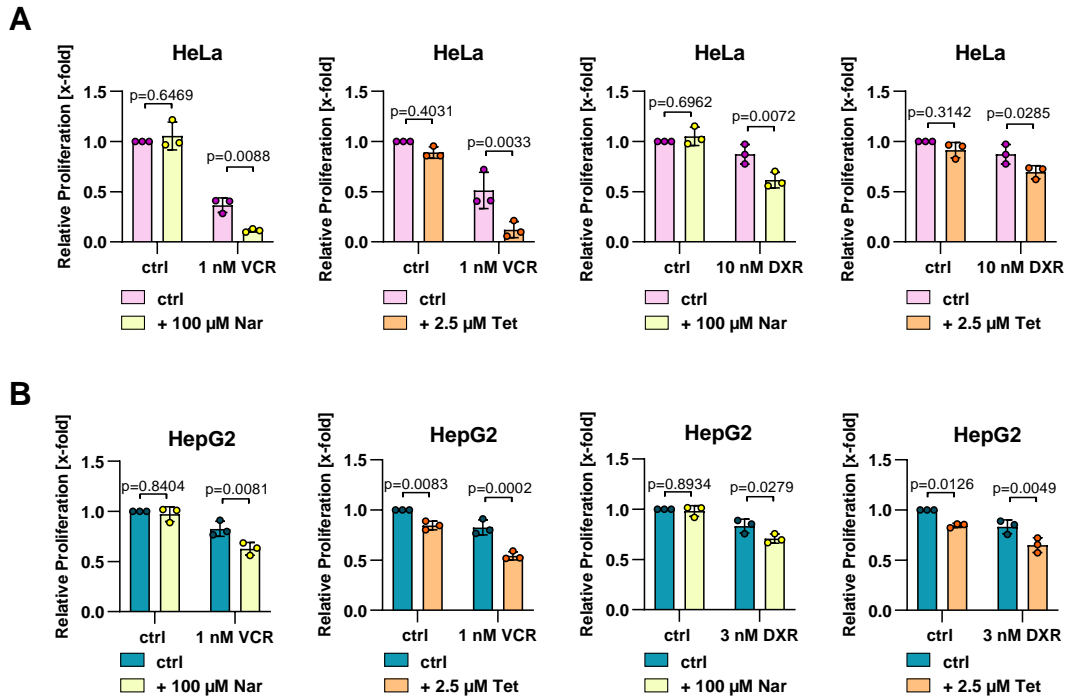 A
HeLa
Relative Proliferation [x-fold]
1.5
1.0
0.5
0.0
p=0.6469
p=0.0088
ctrl
1 nM VCR
ctrl
+ 100 µM Nar
HeLa
Relative Proliferation [x-fold]
1.5
1.0
0.5
0.0
p=0.4031
p=0.0033
ctrl
1 nM VCR
ctrl
+ 2.5 µM Tet
HeLa
Relative Proliferation [x-fold]
1.5
1.0
0.5
0.0
p=0.6962
p=0.0072
ctrl
10 nM DXR
ctrl
+ 100 µM Nar
HeLa
Relative Proliferation [x-fold]
1.5
1.0
0.5
0.0
p=0.3142
p=0.0285
ctrl
10 nM DXR
ctrl
+ 2.5 µM Tet
B
HepG2
Relative Proliferation [x-fold]
1.5
1.0
0.5
0.0
p=0.8404
p=0.0081
ctrl
1 nM VCR
ctrl
+ 100 µM Nar
HepG2
Relative Proliferation [x-fold]
1.5
1.0
0.5
0.0
p=0.0083
p=0.0002
ctrl
1 nM VCR
ctrl
+ 2.5 µM Tet
HepG2
Relative Proliferation [x-fold]
1.5
1.0
0.5
0.0
p=0.8934
p=0.0279
ctrl
3 nM DXR
ctrl
+ 100 µM Nar
HepG2
Relative Proliferation [x-fold]
1.5
1.0
0.5
0.0
p=0.0126
p=0.0049
ctrl
3 nM DXR
ctrl
+ 2.5 µM Tet